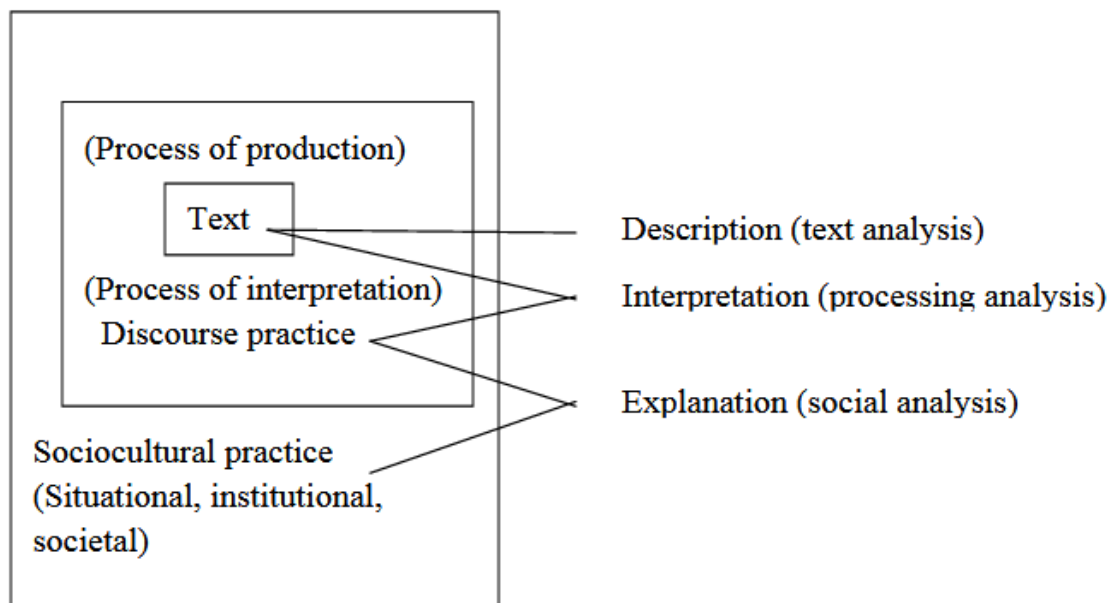 (Process of production)
Text
(Process of interpretation)
Discourse practice
Sociocultural practice
(Situational, institutional,
societal)
Description (text analysis)
Interpretation (processing analysis)
Explanation (social analysis)